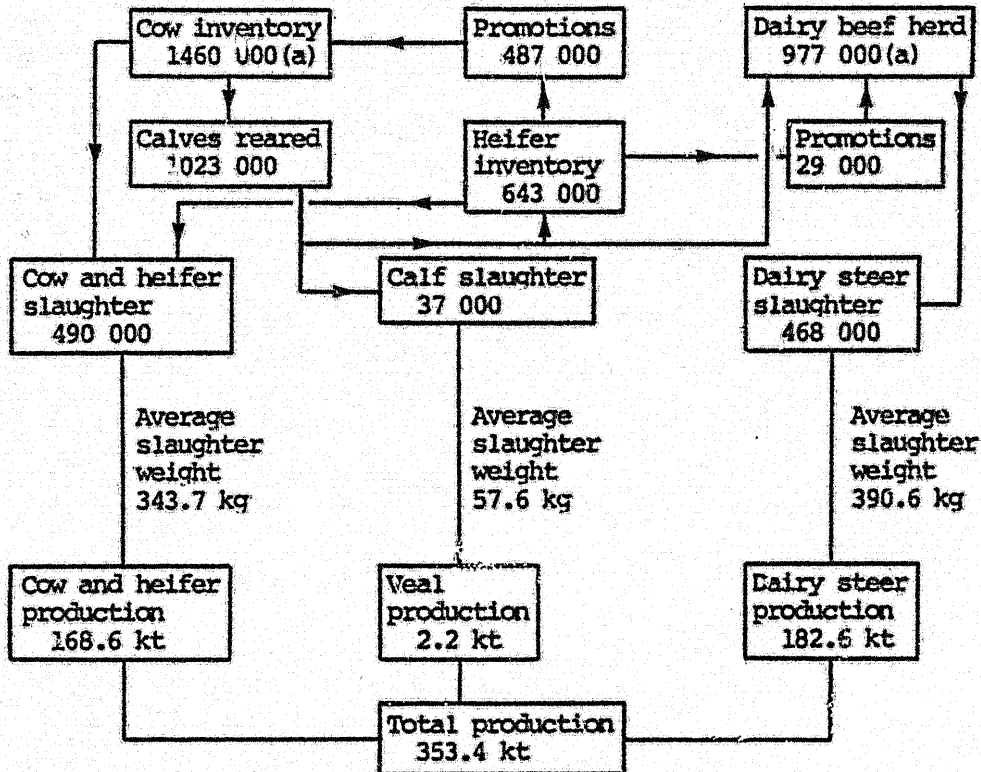 Cow inventory
1460 000(a)
Promotions
487 000
Dairy beef herd
977 000(a)
Calves reared
1023 000
Heifer
inventory
643 000
Promotions
29 000
Cow and heifer
slaughter
490 000
Calf slaughter
37 000
Dairy steer
slaughter
468 000
Average
slaughter
weight
343.7 kg
Average
slaughter
weight
57.6 kg
Average
slaughter
weight
390.6 kg
Cow and heifer
production
168.6 kt
Veal
production
2.2 kt
Dairy steer
production
182.6 kt
Total production
353.4 kt